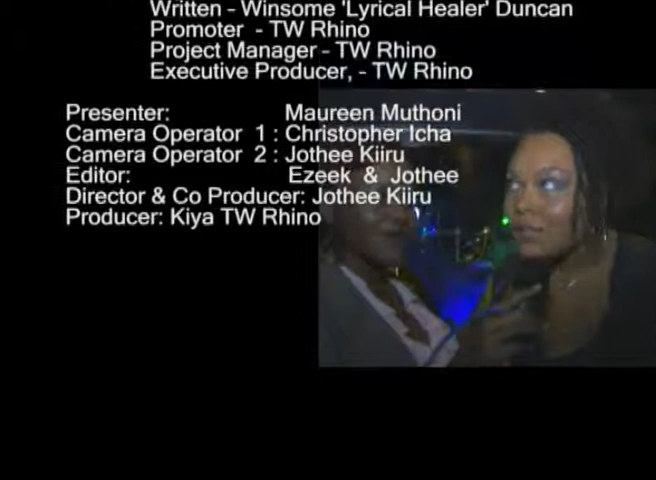 Written - Winsome 'Lyrical Healer' Duncan
Promoter - TW Rhino
Project Manager - TW Rhino
Executive Producer, - TW Rhino
Presenter: Maureen Muthoni
Camera Operator 1 : Christopher Icha
Camera Operator 2 : Jothee Kiiru
Editor: Ezeek & Jothee
Director & Co Producer: Jothee Kiiru
Producer: Kiya TW Rhino